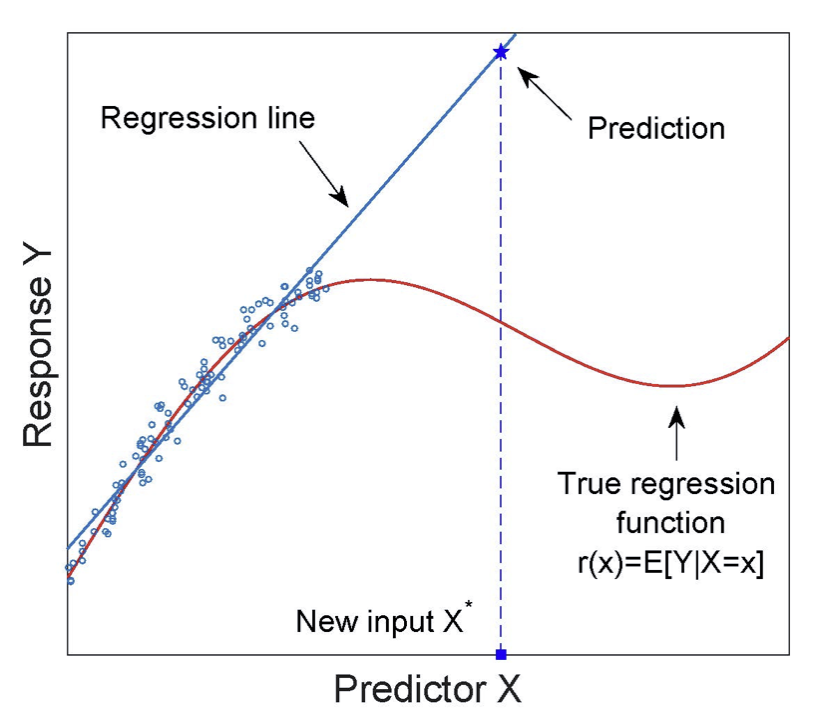 Regression line
Prediction
Response Y
True regression
function
r(x)=E[Y|X=x]
New input X*
Predictor X